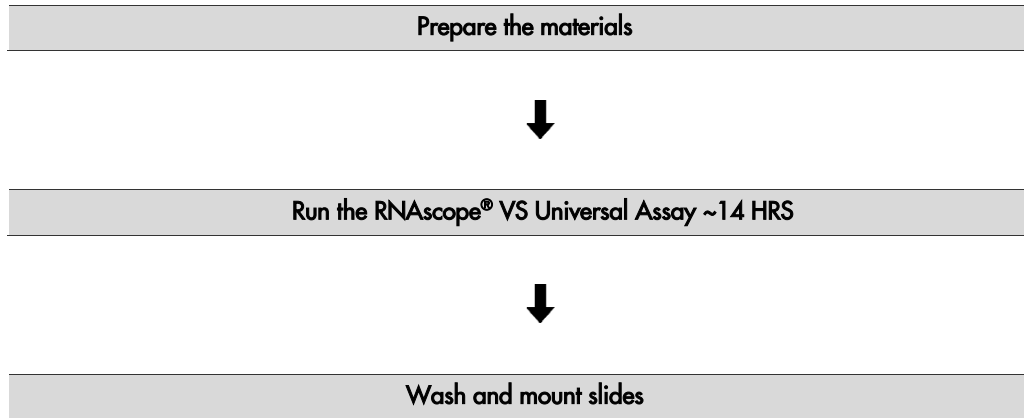 Prepare the materials
Run the RNAscope® VS Universal Assay ~14 HRS
Wash and mount slides